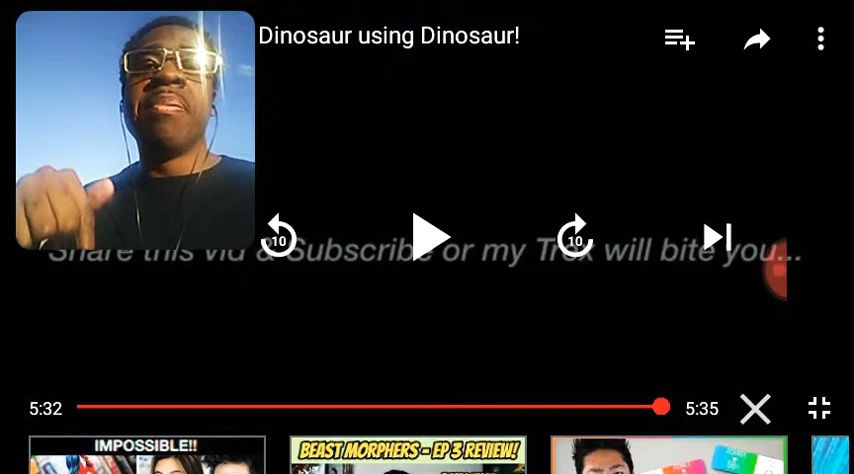 Dinosaur using Dinosaur!
10
10
Share this vid & Subscribe or my Trex will bite you...
5:32
5:35
IMPOSSIBLE!!
BEAST MORPHERS - EP 3 REVIEW!